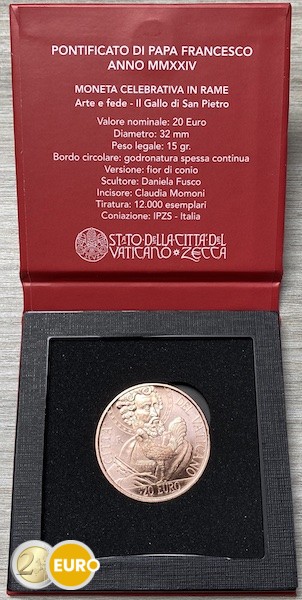 PONTIFICATO DI PAPA FRANCESCO
ANNO MMXXIV
MONETA CELEBRATIVA IN RAME
Arte e fede - Il Gallo di San Pietro
Valore nominale: 20 Euro
Diametro: 32 mm
Peso legale: 15 gr.
Bordo circolare: godronatura spessa continua
Versione: fior di conio
Scultore: Daniela Fusco
Incisore: Claudia Momoni
Tiratura: 12.000 esemplari
Coniazione: IPZS - Italia
STATO DELLA CITTÀ DEL
VATICANO ZECCA
20 EURO
2 EURO